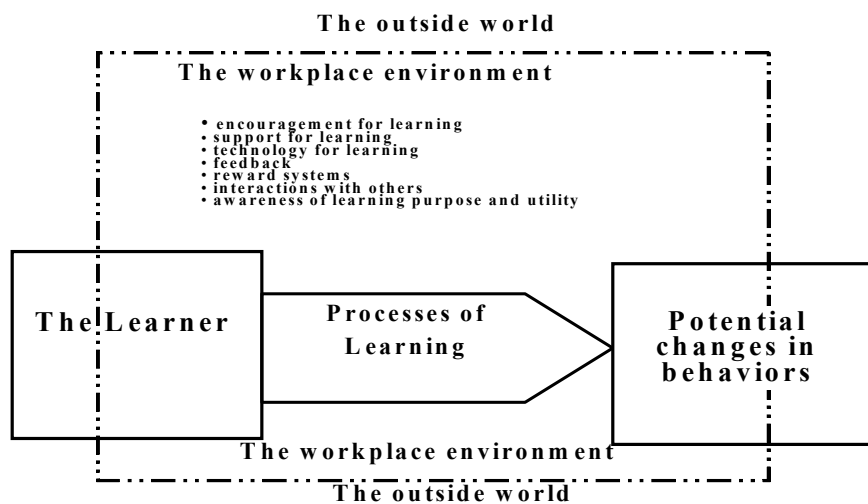 The outside world
The workplace environment
• encouragement for learning
• support for learning
• technology for learning
• feedback
• reward systems
• interactions with others
• awareness of learning purpose and utility
The Learner
Processes of
Learning
Potential
changes in
behaviors
The workplace environment
The outside world